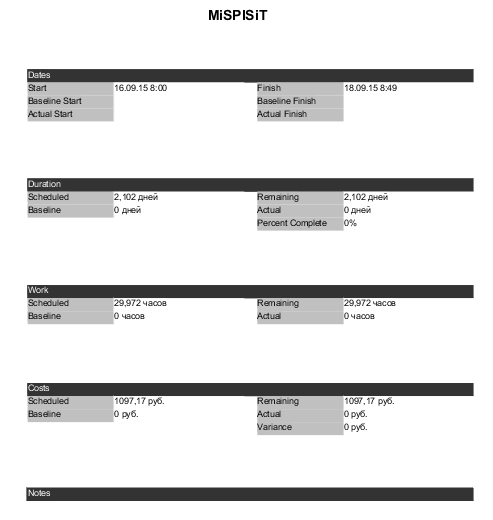 MiSPISiT
Dates
Start 16.09.15 8:00 Finish 18.09.15 8:49
Baseline Start Baseline Finish
Actual Start Actual Finish
Duration
Scheduled 2,102 дней Remaining 2,102 дней
Baseline 0 дней Actual 0 дней
Percent Complete 0%
Work
Scheduled 29,972 часов Remaining 29,972 часов
Baseline 0 часов Actual 0 часов
Costs
Scheduled 1097,17 руб. Remaining 1097,17 руб.
Baseline 0 руб. Actual 0 руб.
Variance 0 руб.
Notes